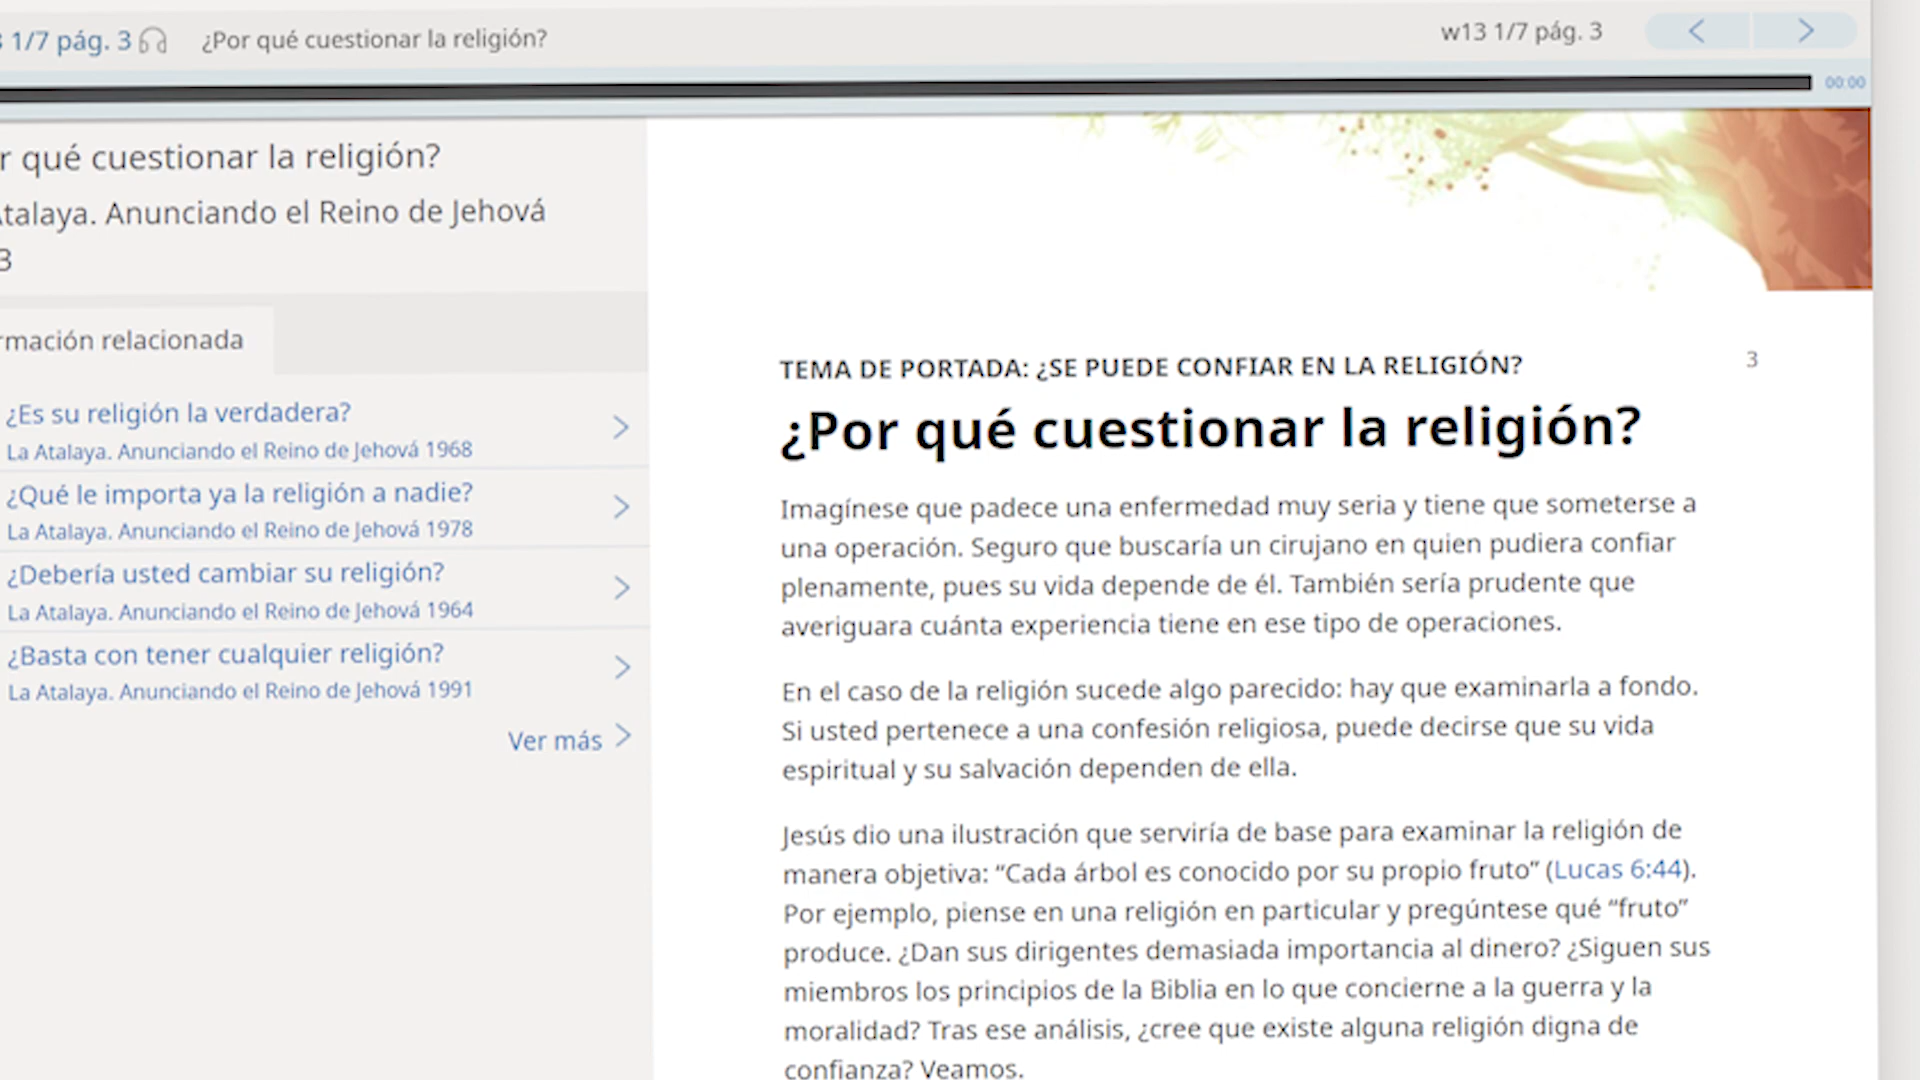 1/7 pág. 3
¿Por qué cuestionar la religión?
w13 1/7 pág. 3
00:00
qué cuestionar la religión?
Atalaya. Anunciando el Reino de Jehová
3
relacionada
¿Es su religión la verdadera?
La Atalaya. Anunciando el Reino de Jehová 1968
¿Qué le importa ya la religión a nadie?
La Atalaya. Anunciando el Reino de Jehová 1978
¿Debería usted cambiar su religión?
La Atalaya. Anunciando el Reino de Jehová 1964
¿Basta con tener cualquier religión?
La Atalaya. Anunciando el Reino de Jehová 1991
Ver más
TEMA DE PORTADA: ¿SE PUEDE CONFIAR EN LA RELIGIÓN?
3
¿Por qué cuestionar la religión?
Imagínese que padece una enfermedad muy seria y tiene que someterse a
una operación. Seguro que buscaría un cirujano en quien pudiera confiar
plenamente, pues su vida depende de él. También sería prudente que
averiguara cuánta experiencia tiene en ese tipo de operaciones.
En el caso de la religión sucede algo parecido: hay que examinarla a fondo.
Si usted pertenece a una confesión religiosa, puede decirse que su vida
espiritual y su salvación dependen de ella.
Jesús dio una ilustración que serviría de base para examinar la religión de
manera objetiva: “Cada árbol es conocido por su propio fruto” (Lucas 6:44).
Por ejemplo, piense en una religión en particular y pregúntese qué “fruto”
produce. ¿Dan sus dirigentes demasiada importancia al dinero? ¿Siguen sus
miembros los principios de la Biblia en lo que concierne a la guerra y la
moralidad? Tras ese análisis, ¿cree que existe alguna religión digna de
confianza? Veamos.